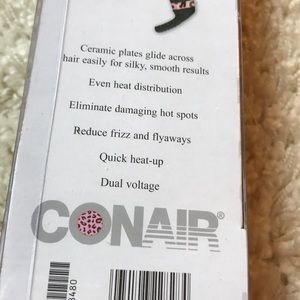 Ceramic plates glide across
hair easily for silky, smooth results
Even heat distribution
Eliminate damaging hot spots
Reduce frizz and flyaways
Quick heat-up
Dual voltage
CONAIR®